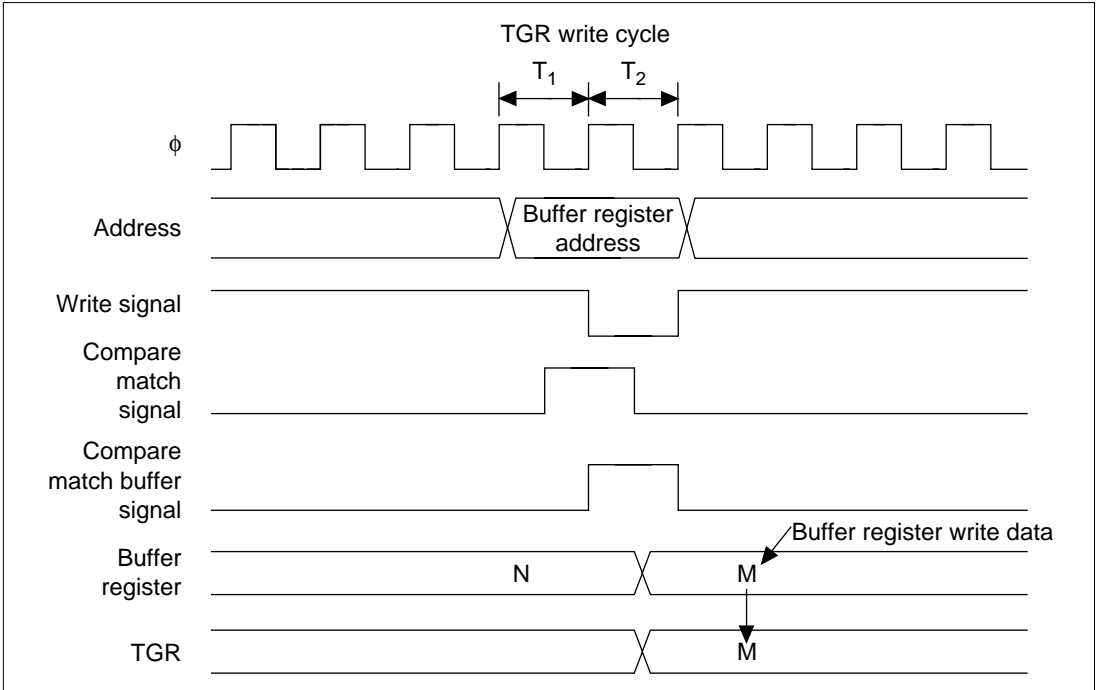 TGR write cycle
T1 T2
ϕ
Address
Buffer register
address
Write signal
Compare
match
signal
Compare
match buffer
signal
Buffer register write data
Buffer
register
N M
TGR M